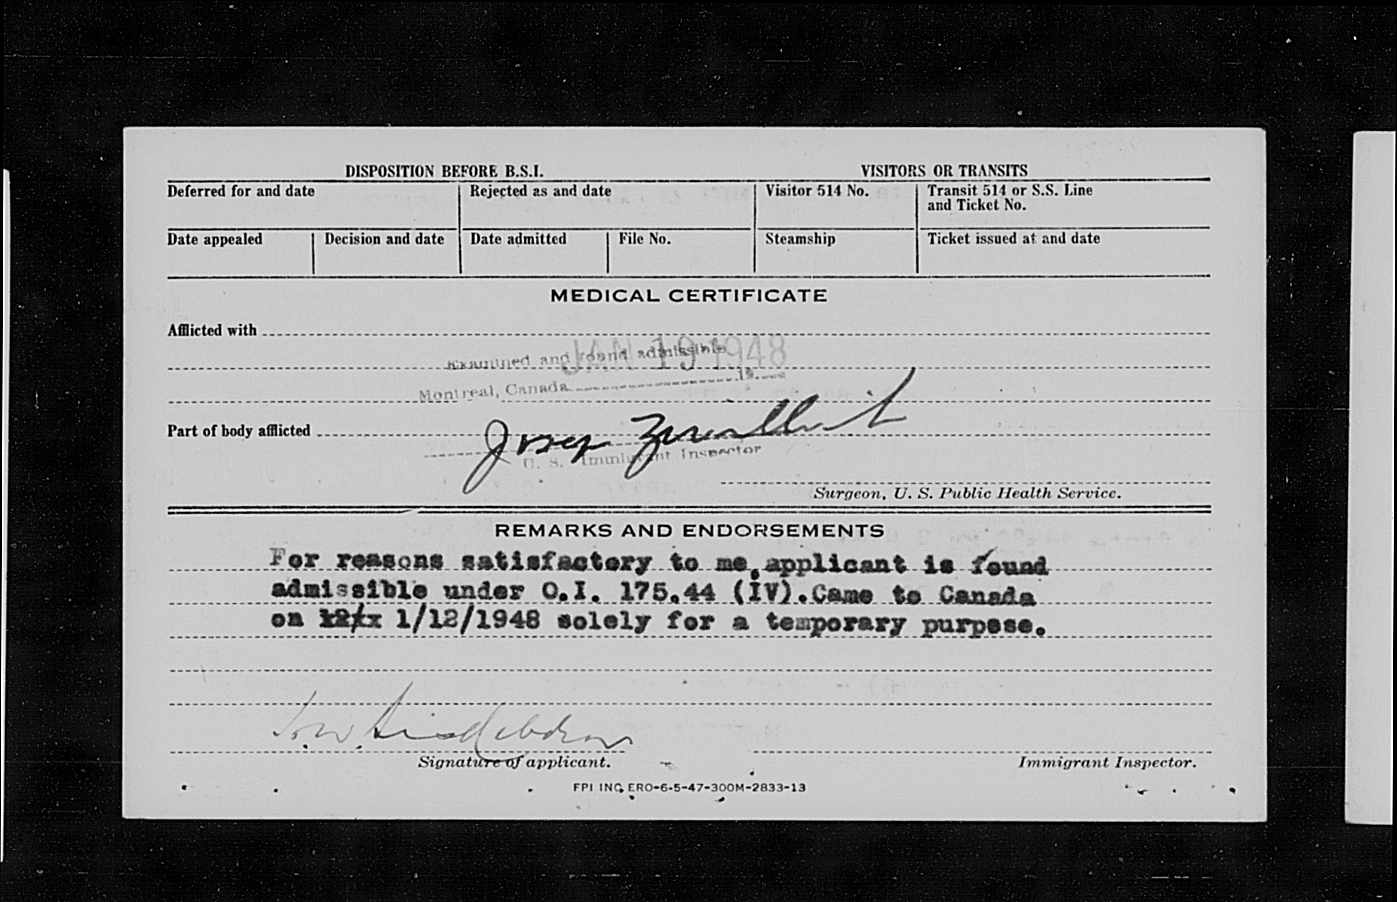 DISPOSITION BEFORE B.S.I. VISITORS OR TRANSITS
Deferred for and date Rejected as and date Visitor 514 No. Transit 514 or S.S. Line
and Ticket No.
Date appealed Decision and date Date admitted File No. Steamship Ticket issued at and date
MEDICAL CERTIFICATE
Afflicted with
JAN 19 1948
Examined and found admissible
Montreal, Canada 19
Part of body afflicted
U. S. Immigrant Inspector
Surgeon, U. S. Public Health Service.
REMARKS AND ENDORSEMENTS
For reasons satisfactory to me, applicant is found
admissible under O.I. 175.44 (IV). Came to Canada
on 1/12/1948 solely for a temporary purpose.
Signature of applicant. Immigrant Inspector.
FPI INC ERO-6-5-47-300M-2833-13